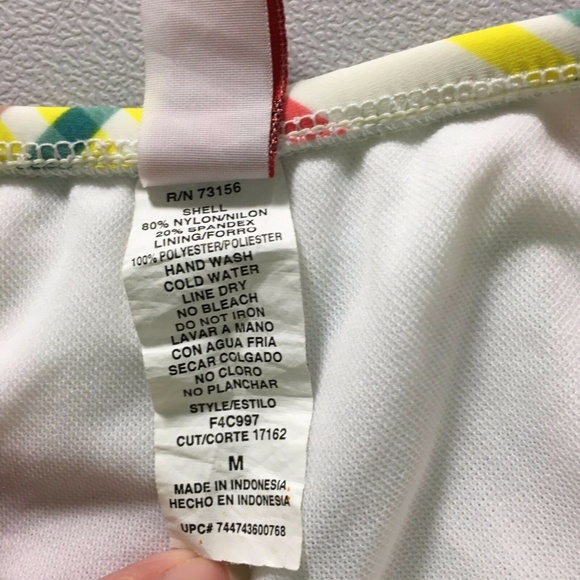 R/N 73156
SHELL
80% NYLON/NILON
20% SPANDEX
LINING/FORRO
100% POLYESTER/POLIESTER
HAND WASH
COLD WATER
LINE DRY
NO BLEACH
DO NOT IRON
LAVAR A MANO
CON AGUA FRIA
SECAR COLGADO
NO CLORO
NO PLANCHAR
STYLE/ESTILO
F4C997
CUT/CORTE 17162
M
MADE IN INDONESIA
HECHO EN INDONESIA
UPC# 744743600768